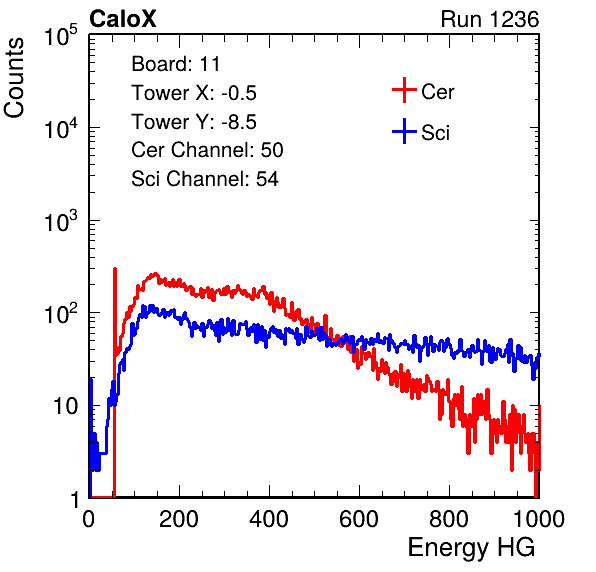 CaloX Run 1236
Counts
10^5
10^4
10^3
10^2
10
1
Board: 11
Tower X: -0.5
Tower Y: -8.5
Cer Channel: 50
Sci Channel: 54
Cer
Sci
0 200 400 600 800 1000
Energy HG